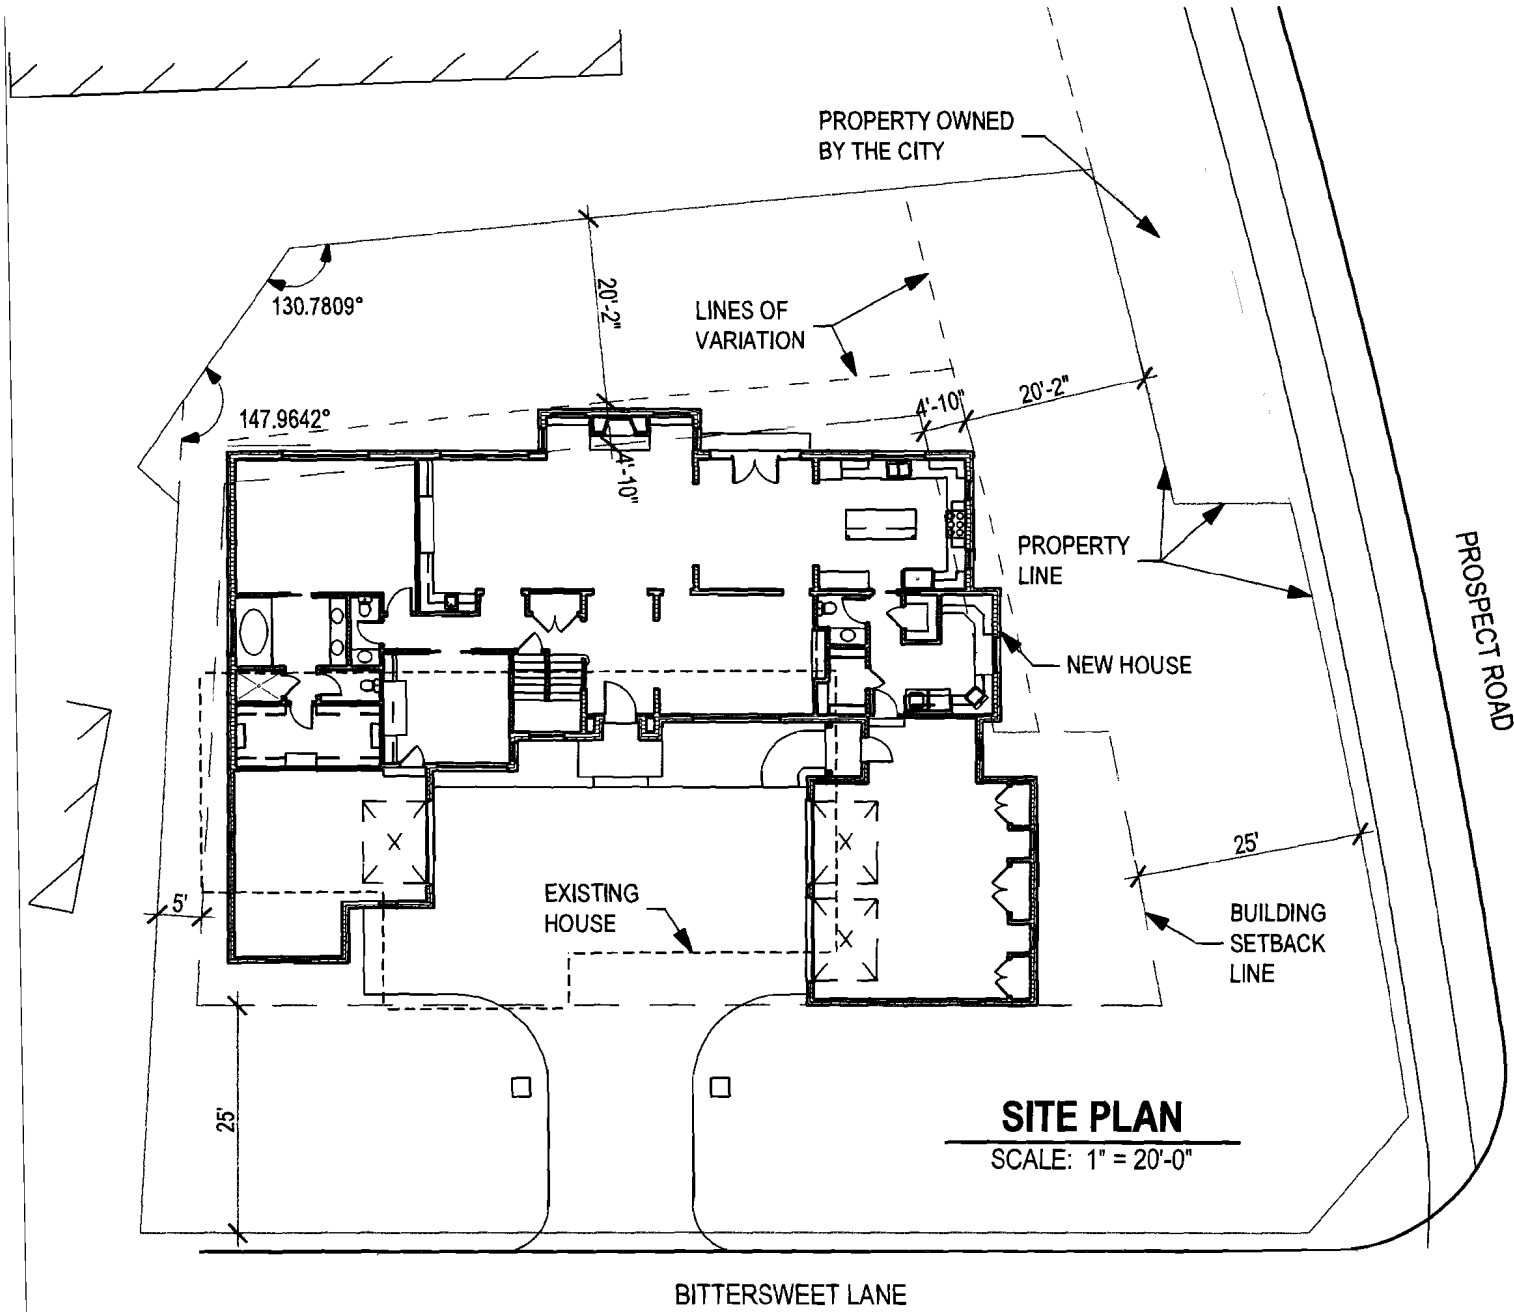 PROPERTY OWNED
BY THE CITY
130.7809°
20'-2"
LINES OF
VARIATION
147.9642°
4'-10"
20'-2"
4'-10"
PROPERTY
LINE
PROSPECT ROAD
NEW HOUSE
25'
5'
EXISTING
HOUSE
BUILDING
SETBACK
LINE
25'
SITE PLAN
SCALE: 1" = 20'-0"
BITTERSWEET LANE